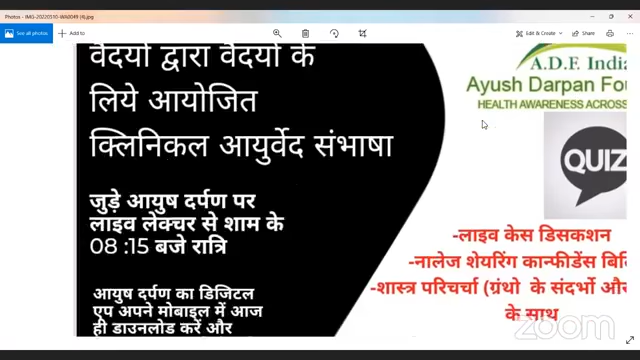 Photos - IMG-20220310-WA0049 (4).jpg
See all photos
Add to
Edit & Create
Share
वैदयो द्वारा वैदयो के
लिये आयोजित
क्लिनिकल आयुर्वेद संभाषा
जुड़े आयुष दर्पण पर
लाइव लेक्चर से शाम के
08 :15 बजे रात्रि
आयुष दर्पण का डिजिटल
एप अपने मोबाइल में आज
ही डाउनलोड करें और
A.D.F. India
Ayush Darpan Fou
HEALTH AWARENESS ACROSS
QUIZ
-लाइव केस डिसकशन
-नालेज शेयरिंग कान्फीडेंस बि
-शास्त्र परिचर्चा (ग्रंथो के संदर्भो और
के साथ
zoom